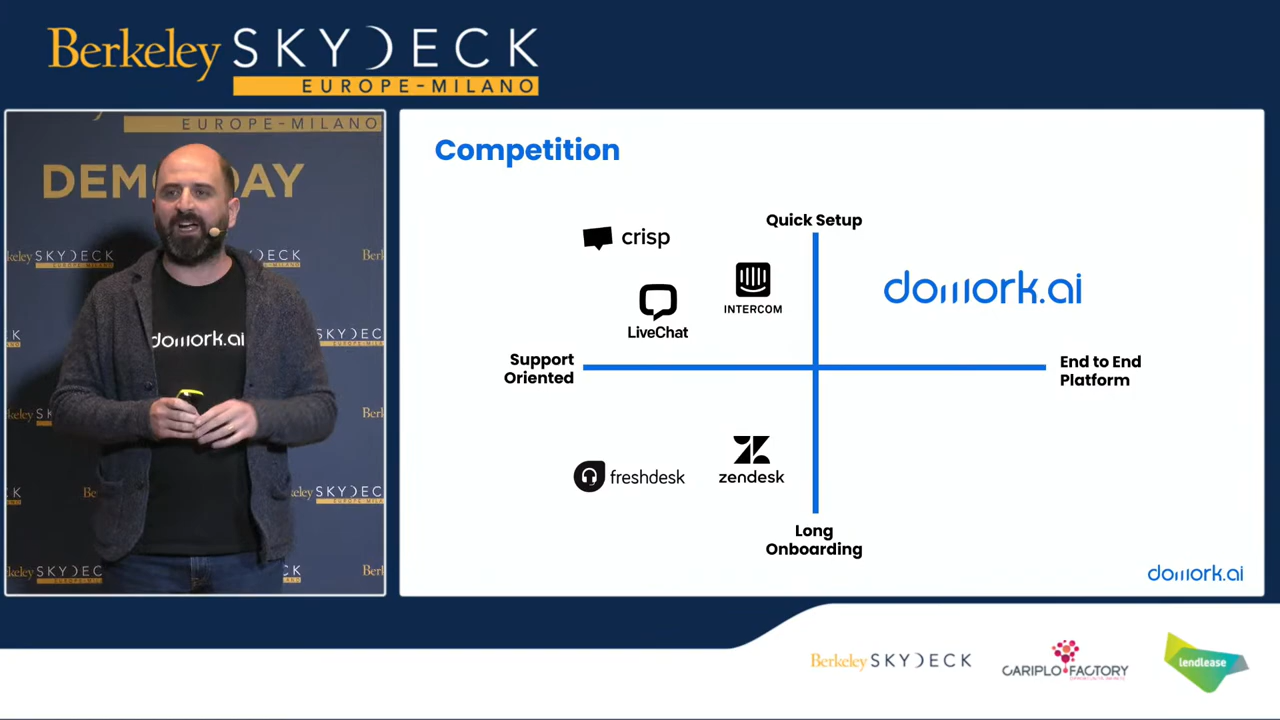 Berkeley SKYDECK
EUROPE-MILANO
EUROPE-MILANO
DEMO DAY
domork.ai
Competition
Quick Setup
crisp
INTERCOM
LiveChat
domork.ai
Support
Oriented
End to End
Platform
freshdesk
zendesk
Long
Onboarding
domork.ai
Berkeley SKYDECK
CARIPLO FACTORY
lendlease